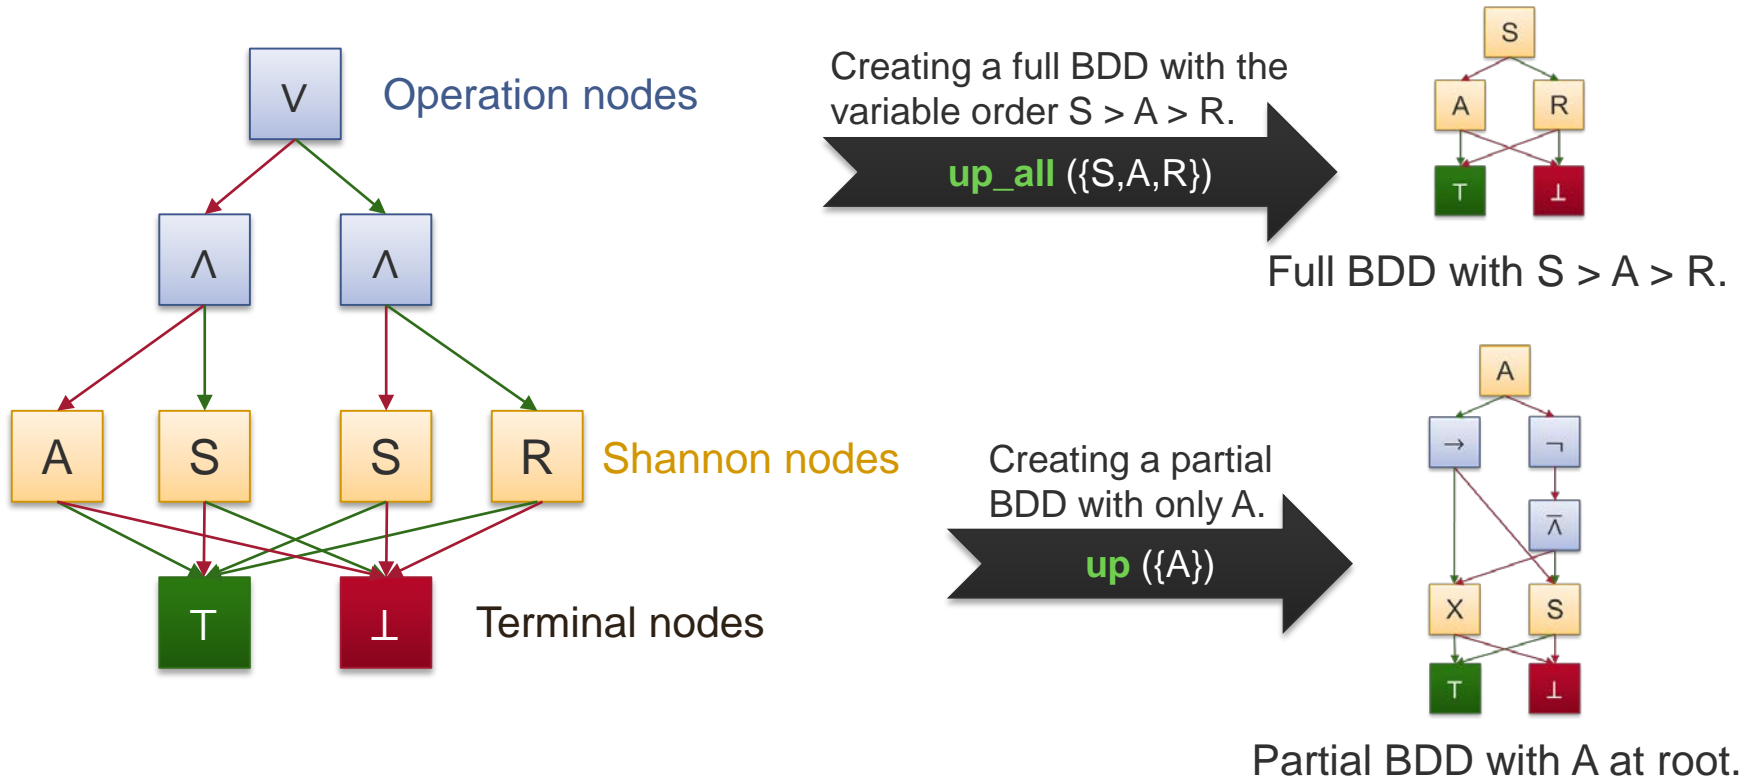 V
Operation nodes
Λ Λ
A S S R
Shannon nodes
⊤ ⊥
Terminal nodes
Creating a full BDD with the
variable order S > A > R.
up_all ({S,A,R})
S
A R
⊤ ⊥
Full BDD with S > A > R.
Creating a partial
BDD with only A.
up ({A})
A
→ ¬
⊼
X S
⊤ ⊥
Partial BDD with A at root.